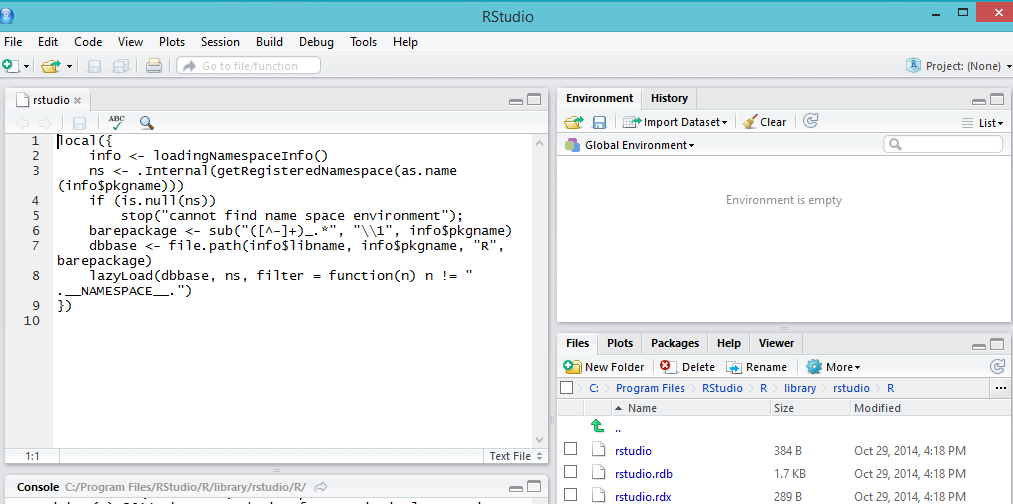 RStudio
File Edit Code View Plots Session Build Debug Tools Help
Go to file/function
Project: (None)
rstudio
ABC
1 local({
2 info <- loadingNamespaceInfo()
3 ns <- .Internal(getRegisteredNamespace(as.name
(info$pkgname)))
4 if (is.null(ns))
5 stop("cannot find name space environment");
6 barepackage <- sub("([^-]+)_.*", "\\1", info$pkgname)
7 dbbase <- file.path(info$libname, info$pkgname, "R",
barepackage)
8 lazyLoad(dbbase, ns, filter = function(n) n != "
.__NAMESPACE__.")
9 })
10
1:1 Text File
Console C:/Program Files/RStudio/R/library/rstudio/R/
Environment History
Import Dataset Clear List
Global Environment
Environment is empty
Files Plots Packages Help Viewer
New Folder Delete Rename More
C: Program Files RStudio R library rstudio R ...
Name Size Modified
..
rstudio 384 B Oct 29, 2014, 4:18 PM
rstudio.rdb 1.7 KB Oct 29, 2014, 4:18 PM
rstudio.rdx 289 B Oct 29, 2014, 4:18 PM